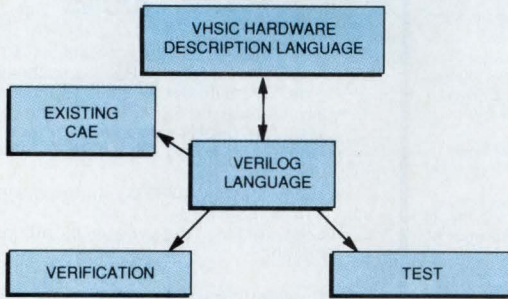 VHSIC HARDWARE
DESCRIPTION LANGUAGE
EXISTING
CAE
VERILOG
LANGUAGE
VERIFICATION
TEST